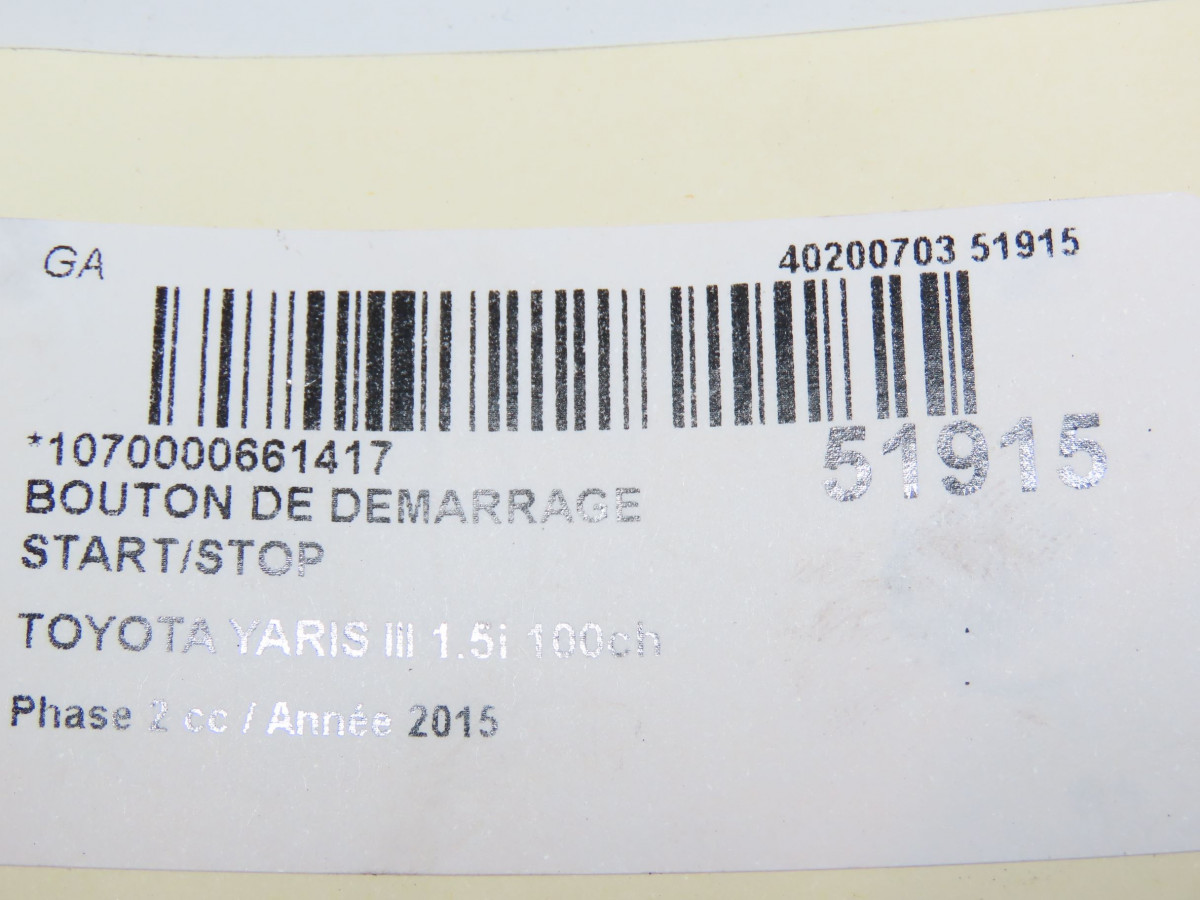 GA
40200703 51915
*1070000661417
51915
BOUTON DE DEMARRAGE
START/STOP
TOYOTA YARIS III 1.5i 100ch
Phase 2 cc / Année 2015